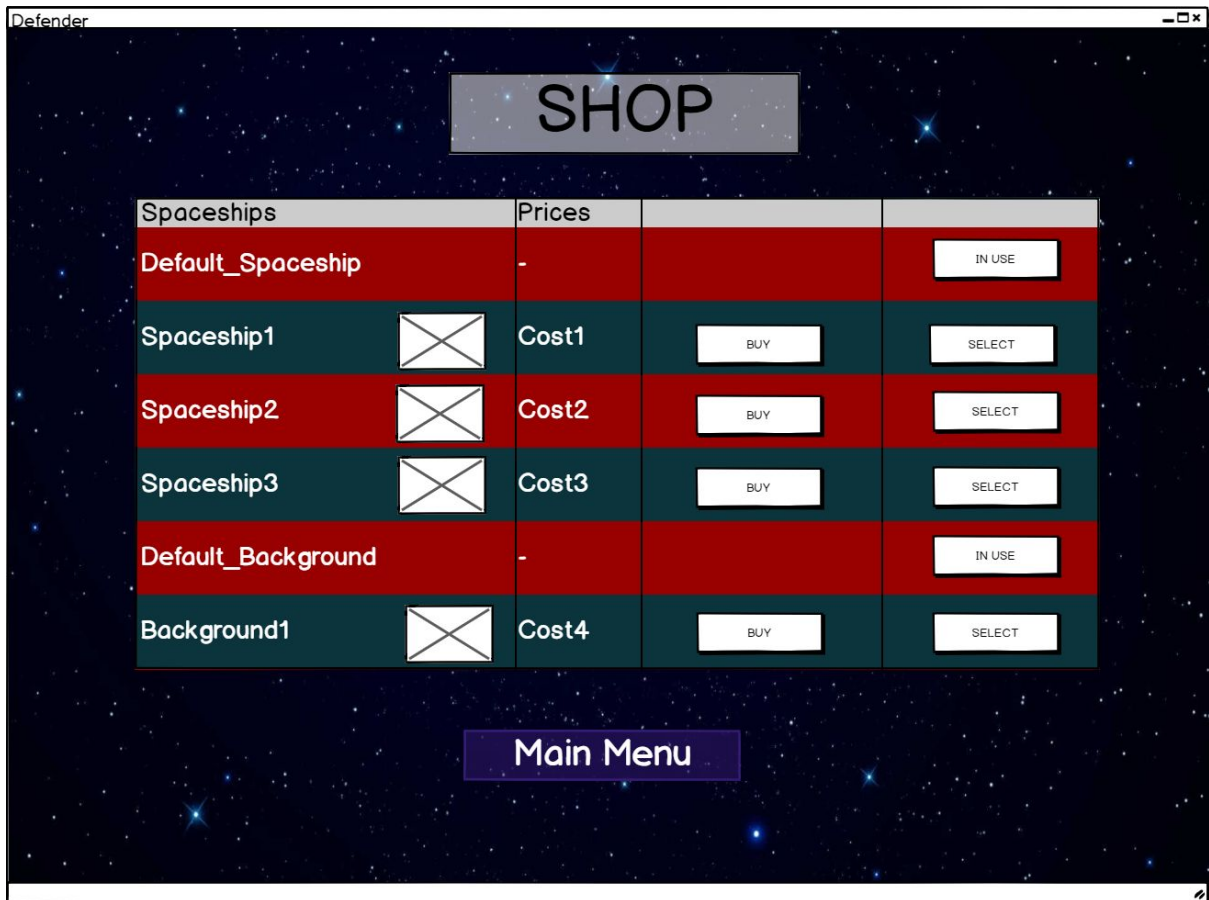 Defender
SHOP
Spaceships Prices
Default_Spaceship - IN USE
Spaceship1 Cost1 BUY SELECT
Spaceship2 Cost2 BUY SELECT
Spaceship3 Cost3 BUY SELECT
Default_Background - IN USE
Background1 Cost4 BUY SELECT
Main Menu